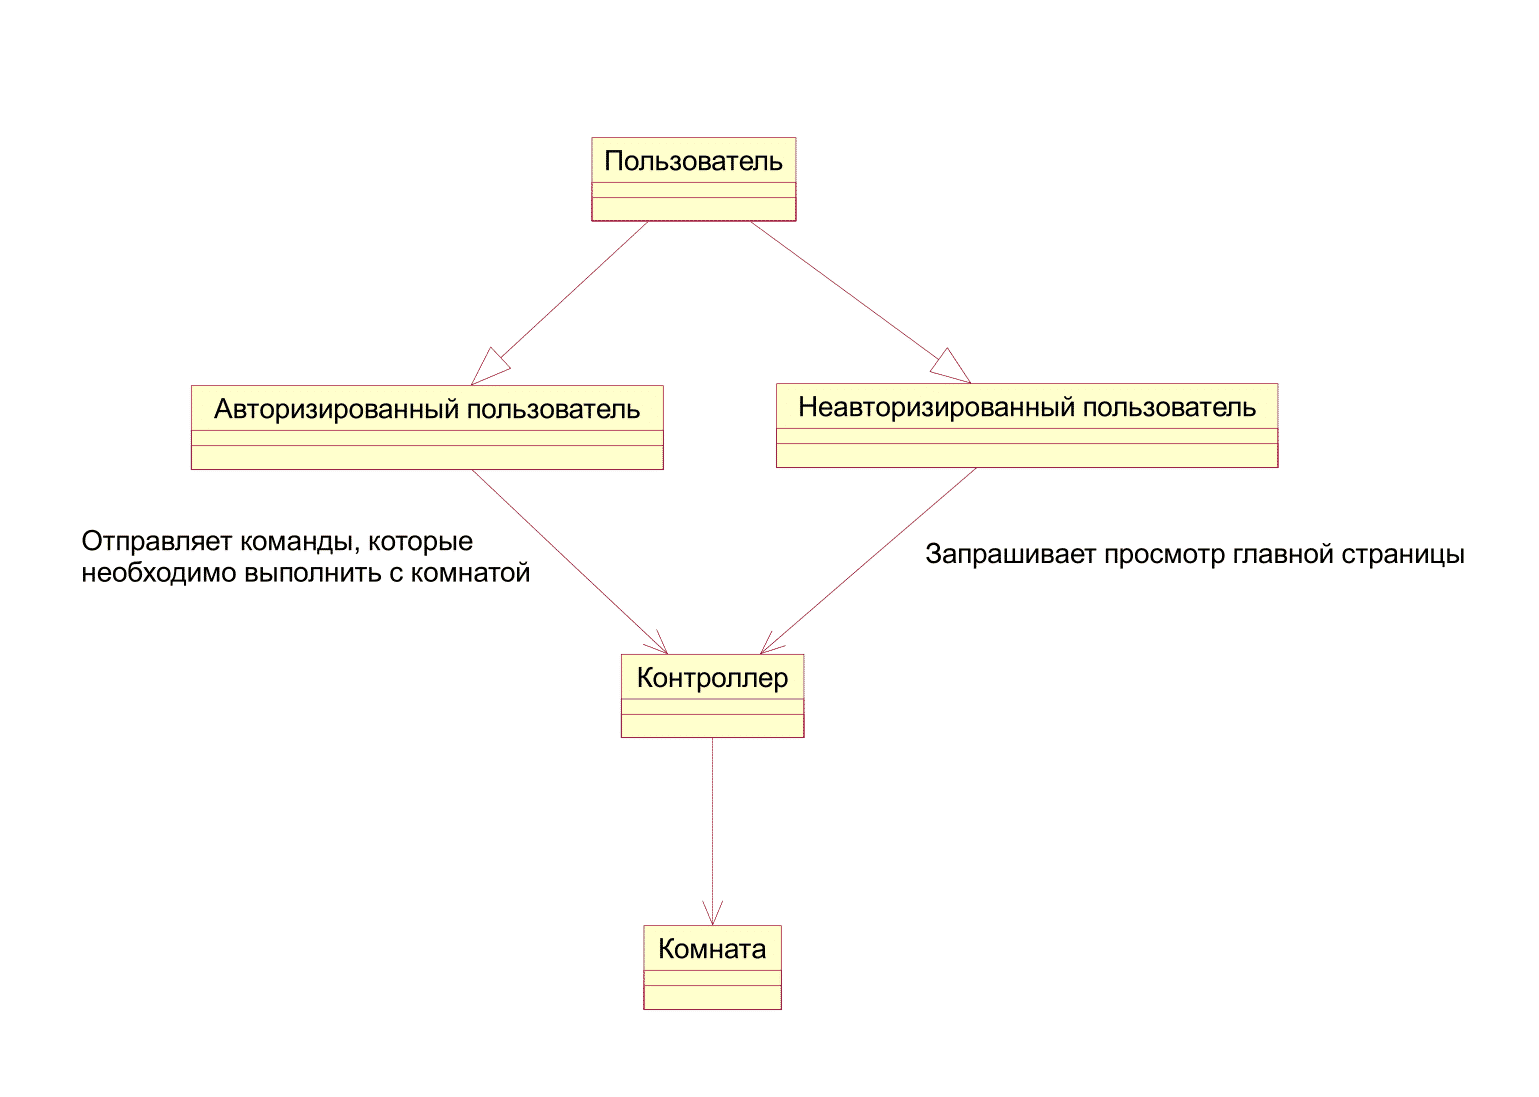 Пользователь
Авторизированный пользователь
Неавторизированный пользователь
Отправляет команды, которые
необходимо выполнить с комнатой
Запрашивает просмотр главной страницы
Контроллер
Комната